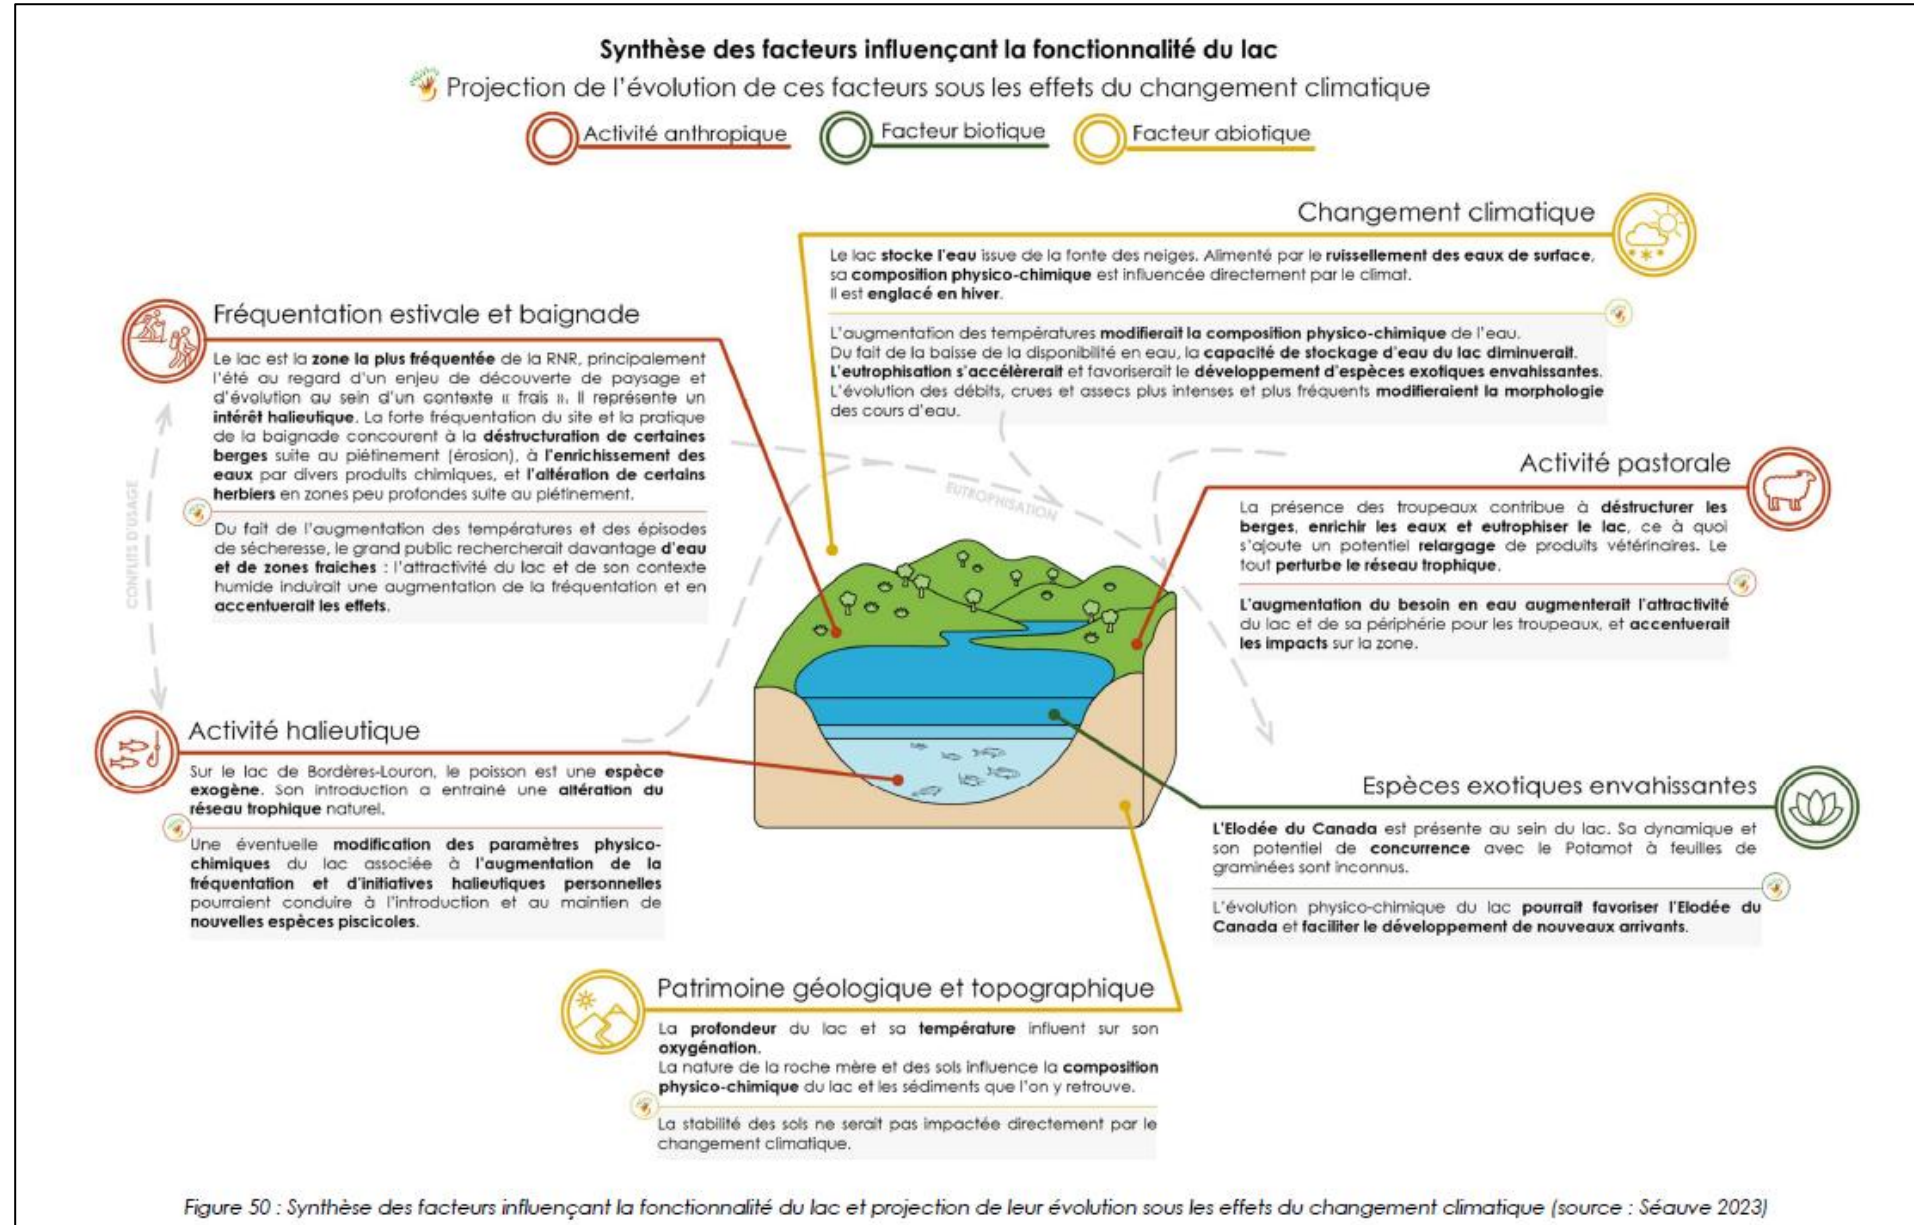 Synthèse des facteurs influençant la fonctionnalité du lac
Projection de l'évolution de ces facteurs sous les effets du changement climatique
Activité anthropique
Facteur biotique
Facteur abiotique
Changement climatique
Le lac stocke l'eau issue de la fonte des neiges. Alimenté par le ruissellement des eaux de surface,
sa composition physico-chimique est influencée directement par le climat.
Il est englacé en hiver.
L'augmentation des températures modifierait la composition physico-chimique de l'eau.
Du fait de la baisse de la disponibilité en eau, la capacité de stockage d'eau du lac diminuerait.
L'eutrophisation s'accélèrerait et favoriserait le développement d'espèces exotiques envahissantes.
L'évolution des débits, crues et assecs plus intenses et plus fréquents modifieraient la morphologie
des cours d'eau.
Fréquentation estivale et baignade
Le lac est la zone la plus fréquentée de la RNR, principalement
l'été au regard d'un enjeu de découverte de paysage et
d'évolution au sein d'un contexte « frais ». Il représente un
intérêt halieutique. La forte fréquentation du site et la pratique
de la baignade concourent à la déstructuration de certaines
berges suite au piétinement (érosion), à l'enrichissement des
eaux par divers produits chimiques, et l'altération de certains
herbiers en zones peu profondes suite au piétinement.
Du fait de l'augmentation des températures et des épisodes
de sécheresse, le grand public rechercherait davantage d'eau
et de zones fraiches : l'attractivité du lac et de son contexte
humide induirait une augmentation de la fréquentation et en
accentuerait les effets.
CONFLITS D'USAGE
EUTROPHISATION
Activité pastorale
La présence des troupeaux contribue à déstructurer les
berges, enrichir les eaux et eutrophiser le lac, ce à quoi
s'ajoute un potentiel relargage de produits vétérinaires. Le
tout perturbe le réseau trophique.
L'augmentation du besoin en eau augmenterait l'attractivité
du lac et de sa périphérie pour les troupeaux, et accentuerait
les impacts sur la zone.
Activité halieutique
Sur le lac de Bordères-Louron, le poisson est une espèce
exogène. Son introduction a entrainé une altération du
réseau trophique naturel.
Une éventuelle modification des paramètres physico-
chimiques du lac associée à l'augmentation de la
fréquentation et d'initiatives halieutiques personnelles
pourraient conduire à l'introduction et au maintien de
nouvelles espèces piscicoles.
Espèces exotiques envahissantes
L'Elodée du Canada est présente au sein du lac. Sa dynamique et
son potentiel de concurrence avec le Potamot à feuilles de
graminées sont inconnus.
L'évolution physico-chimique du lac pourrait favoriser l'Elodée du
Canada et faciliter le développement de nouveaux arrivants.
Patrimoine géologique et topographique
La profondeur du lac et sa température influent sur son
oxygénation.
La nature de la roche mère et des sols influence la composition
physico-chimique du lac et les sédiments que l'on y retrouve.
La stabilité des sols ne serait pas impactée directement par le
changement climatique.
Figure 50 : Synthèse des facteurs influençant la fonctionnalité du lac et projection de leur évolution sous les effets du changement climatique (source : Séauve 2023)